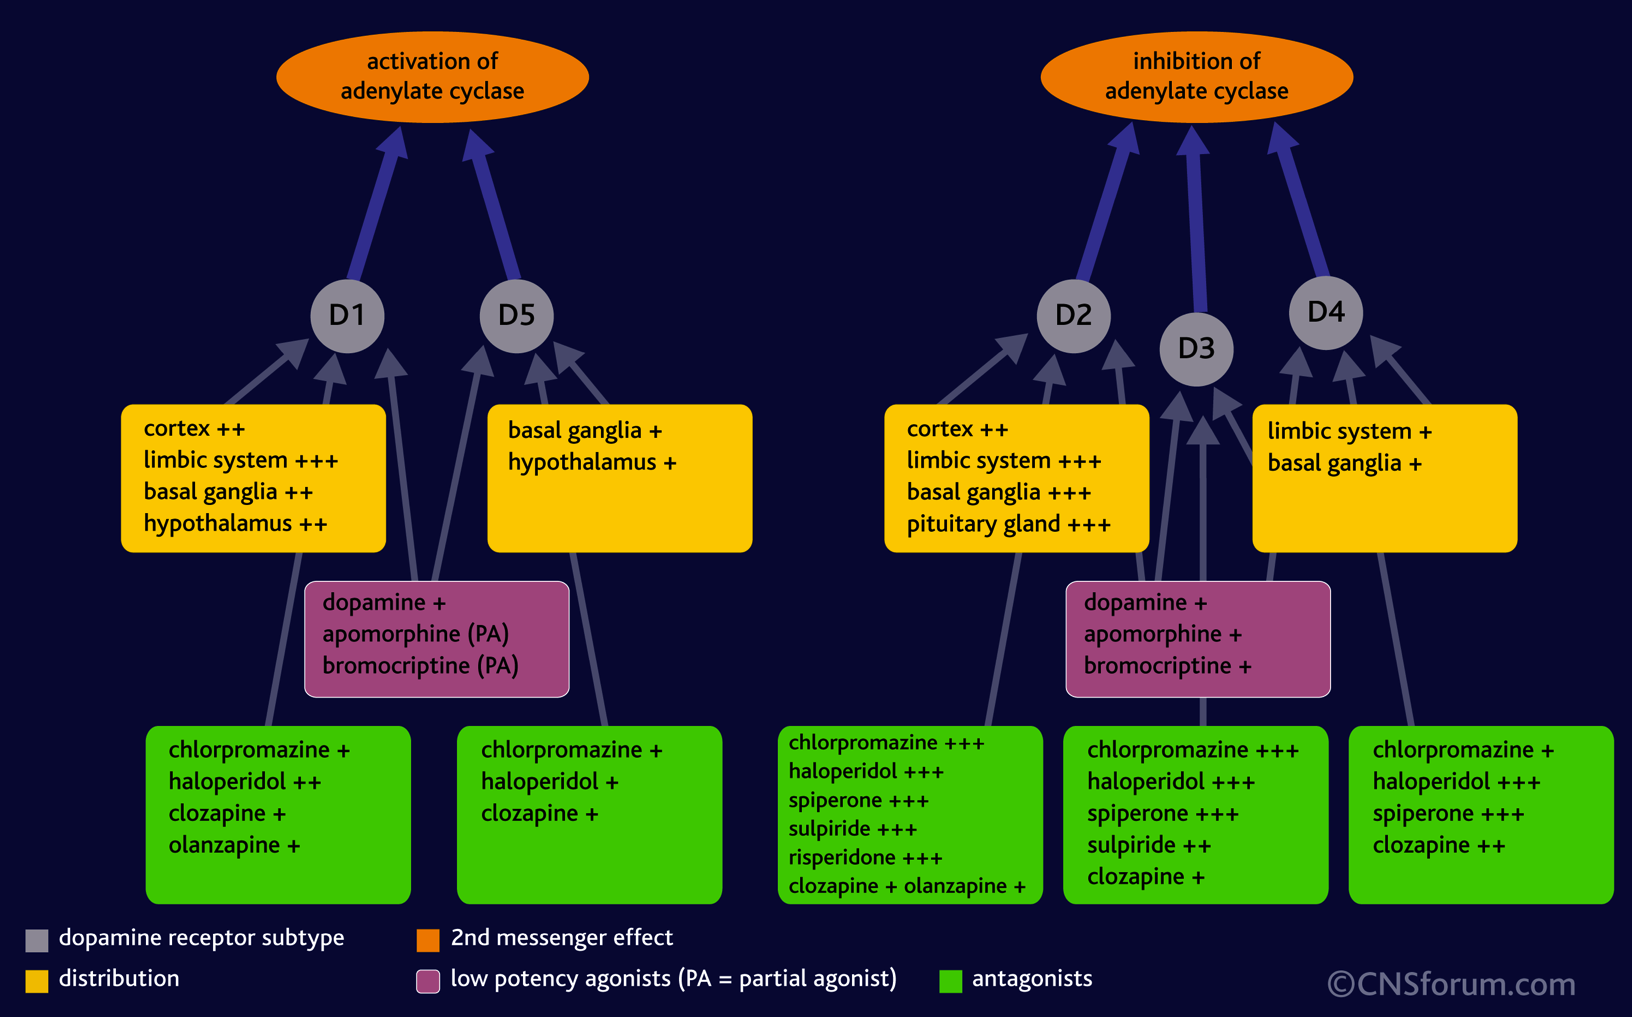 activation of
adenylate cyclase
inhibition of
adenylate cyclase
D1
D5
D2
D3
D4
cortex ++
limbic system +++
basal ganglia ++
hypothalamus ++
basal ganglia +
hypothalamus +
cortex ++
limbic system +++
basal ganglia +++
pituitary gland +++
limbic system +
basal ganglia +
dopamine +
apomorphine (PA)
bromocriptine (PA)
dopamine +
apomorphine +
bromocriptine +
chlorpromazine +
haloperidol ++
clozapine +
olanzapine +
chlorpromazine +
haloperidol +
clozapine +
chlorpromazine +++
haloperidol +++
spiperone +++
sulpiride +++
risperidone +++
clozapine + olanzapine +
chlorpromazine +++
haloperidol +++
spiperone +++
sulpiride ++
clozapine +
chlorpromazine +
haloperidol +++
spiperone +++
clozapine ++
dopamine receptor subtype
2nd messenger effect
distribution
low potency agonists (PA = partial agonist)
antagonists
©CNSforum.com